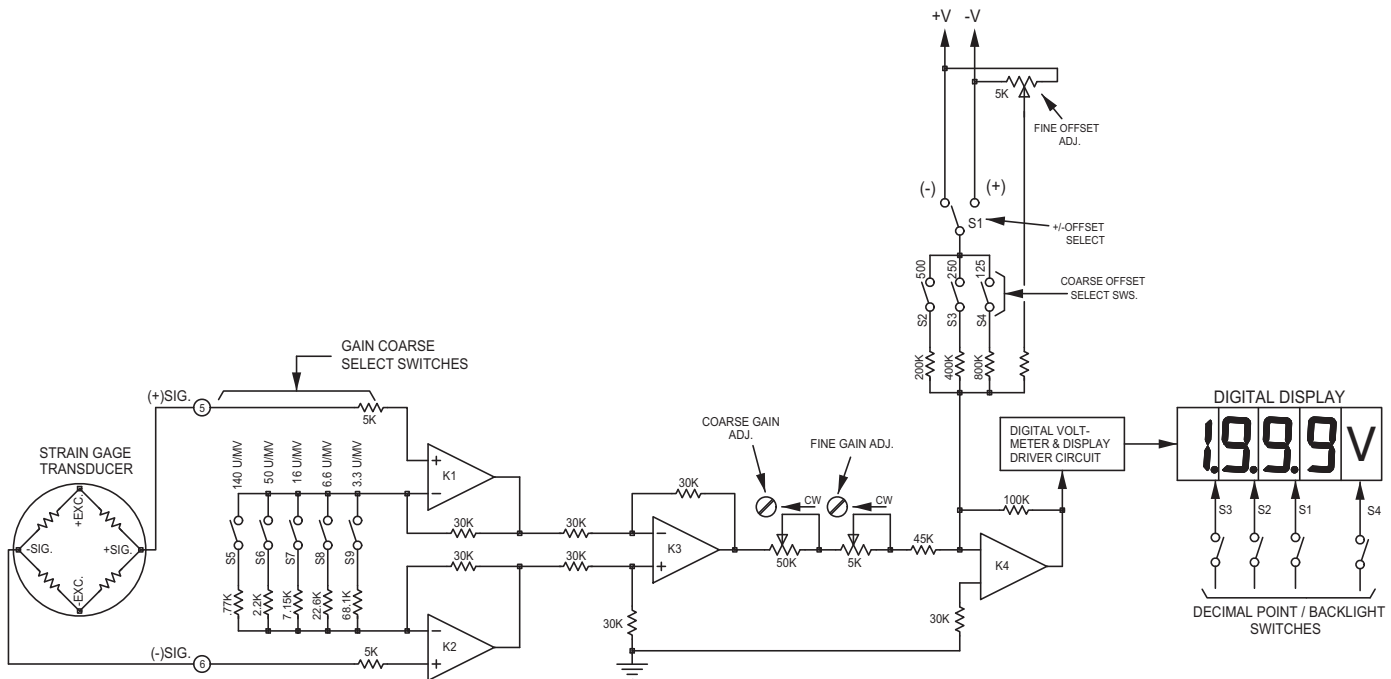 +V -V
5K
FINE OFFSET
ADJ.
(-) (+)
S1
+/-OFFSET
SELECT
500 250 125
COARSE OFFSET
SELECT SWS.
S2 S3 S4
200K 400K 800K
GAIN COARSE
SELECT SWITCHES
(+)SIG. 5
5K
STRAIN GAGE
TRANSDUCER
+EXC.
-SIG. +SIG.
-EXC.
140 U/MV 50 U/MV 16 U/MV 6.6 U/MV 3.3 U/MV
S5 S6 S7 S8 S9
.77K 2.2K 7.15K 22.6K 68.1K
(-)SIG. 6
5K
+
K1
-
30K 30K
30K 30K
-
K2
+
30K
-
K3
+
30K
COARSE GAIN
ADJ.
CW
50K
FINE GAIN ADJ.
CW
5K
45K
100K
-
K4
+
30K
DIGITAL VOLT-
METER & DISPLAY
DRIVER CIRCUIT
DIGITAL DISPLAY
1.9.9.9 V
S3 S2 S1 S4
DECIMAL POINT / BACKLIGHT
SWITCHES